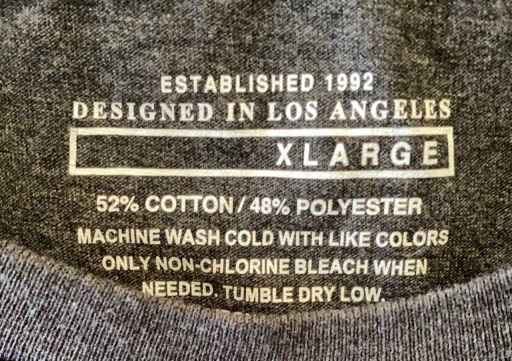 ESTABLISHED 1992
DESIGNED IN LOS ANGELES
XLARGE
52% COTTON / 48% POLYESTER
MACHINE WASH COLD WITH LIKE COLORS
ONLY NON-CHLORINE BLEACH WHEN
NEEDED. TUMBLE DRY LOW.